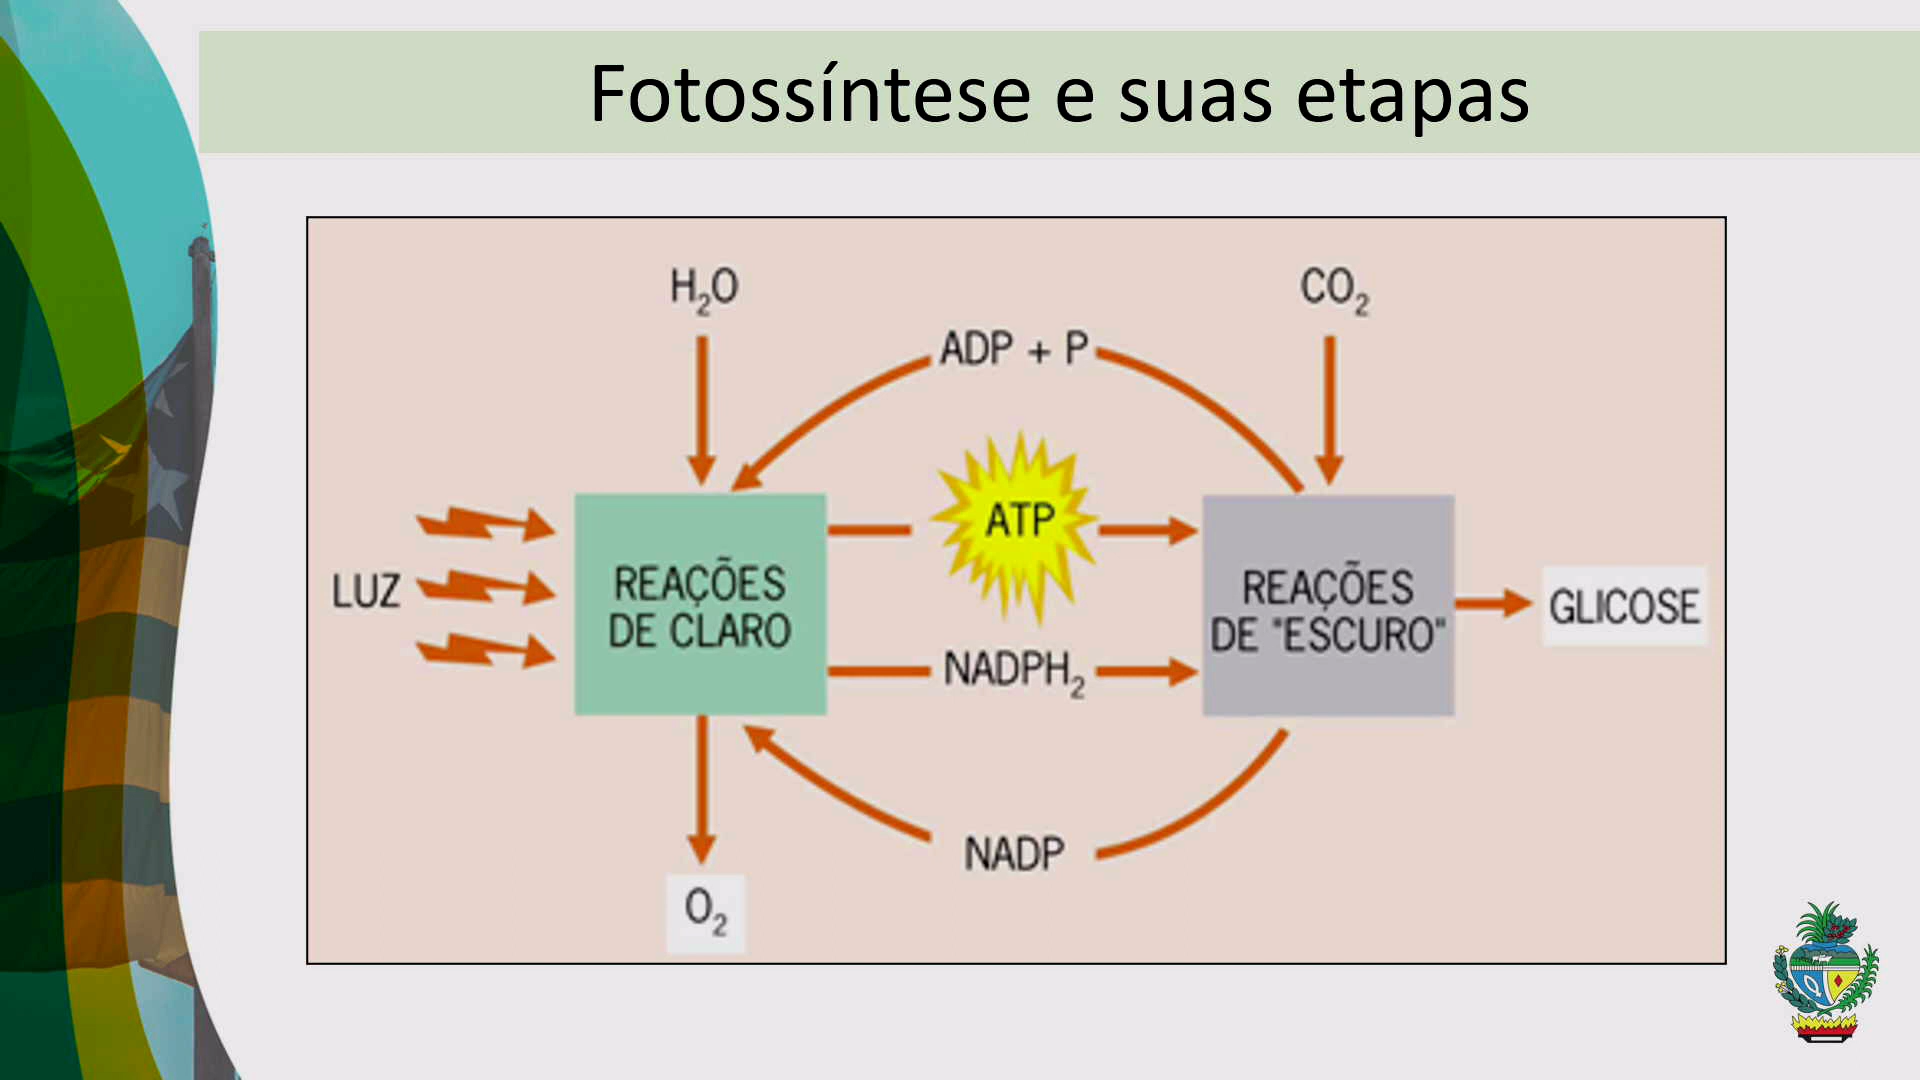 Fotossíntese e suas etapas
H₂O
CO₂
ADP + P
ATP
LUZ
REAÇÕES
DE CLARO
REAÇÕES
DE "ESCURO"
GLICOSE
NADPH₂
NADP
O₂